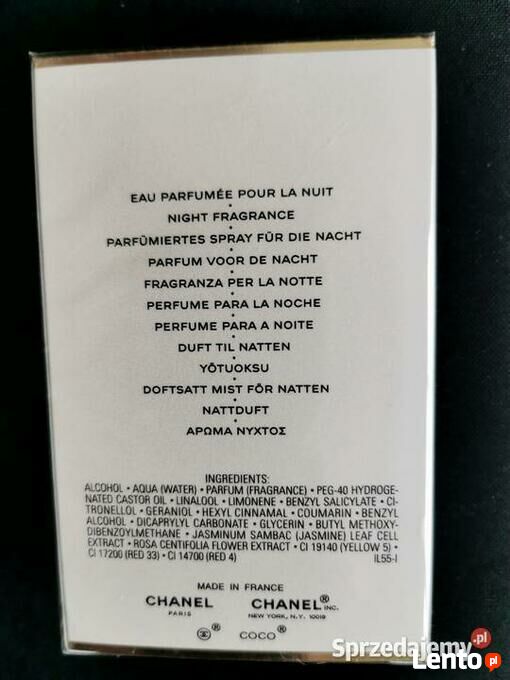 EAU PARFUMÉE POUR LA NUIT
NIGHT FRAGRANCE
PARFÜMIERTES SPRAY FÜR DIE NACHT
PARFUM VOOR DE NACHT
FRAGRANZA PER LA NOTTE
PERFUME PARA LA NOCHE
PERFUME PARA A NOITE
DUFT TIL NATTEN
YÖTUOKSU
DOFTSATT MIST FÖR NATTEN
NATTDUFT
ΑΡΩΜΑ ΝΥΧΤΟΣ
INGREDIENTS:
ALCOHOL • AQUA (WATER) • PARFUM (FRAGRANCE) • PEG-40 HYDROGE-
NATED CASTOR OIL • LINALOOL • LIMONENE • BENZYL SALICYLATE • CI-
TRONELLOL • GERANIOL • HEXYL CINNAMAL • COUMARIN • BENZYL
ALCOHOL • DICAPRYLYL CARBONATE • GLYCERIN • BUTYL METHOXY-
DIBENZOYLMETHANE • JASMINUM SAMBAC (JASMINE) LEAF CELL
EXTRACT • ROSA CENTIFOLIA FLOWER EXTRACT • CI 19140 (YELLOW 5) •
CI 17200 (RED 33) • CI 14700 (RED 4) IL55-I
MADE IN FRANCE
CHANEL CHANEL® INC.
PARIS NEW YORK, N.Y. 10019
® COCO®
Sprzedajemy.pl
Lento.pl